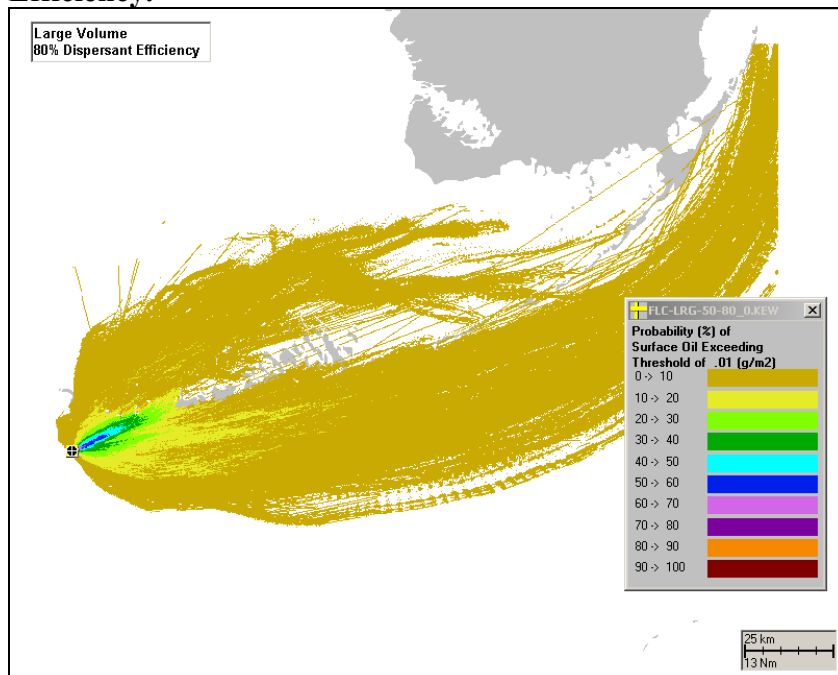 Efficiency.
Large Volume
80% Dispersant Efficiency
FLC-LRG-50-80_0.KEW
Probability (%) of
Surface Oil Exceeding
Threshold of .01 (g/m2)
0 -> 10
10 -> 20
20 -> 30
30 -> 40
40 -> 50
50 -> 60
60 -> 70
70 -> 80
80 -> 90
90 -> 100
25 km
13 Nm